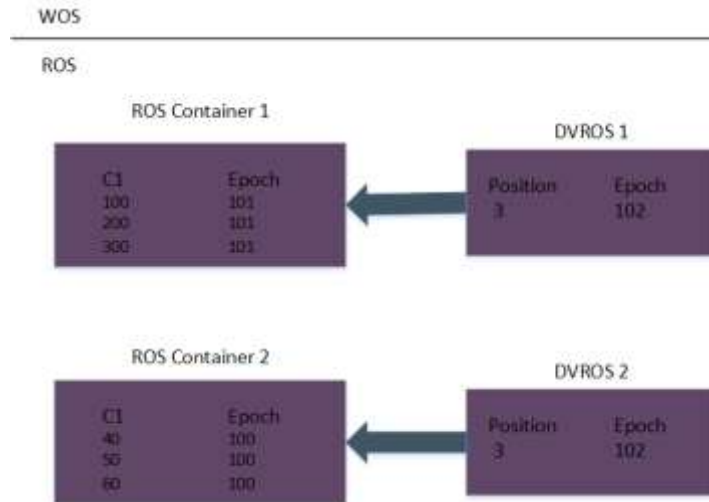 WOS
ROS
ROS Container 1
DVROS 1
C1 Epoch
100 101
200 101
300 101
Position Epoch
3 102
ROS Container 2
DVROS 2
C1 Epoch
40 100
50 100
60 100
Position Epoch
3 102